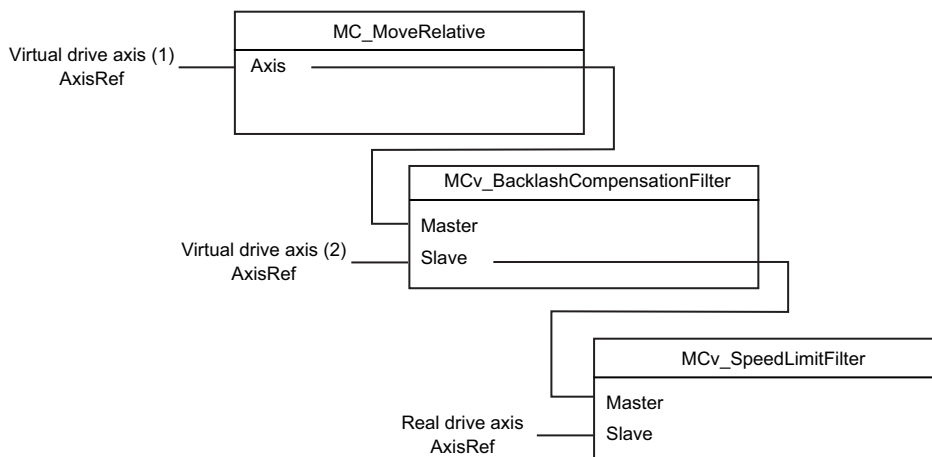 MC_MoveRelative
Virtual drive axis (1)
AxisRef
Axis
MCv_BacklashCompensationFilter
Master
Virtual drive axis (2)
AxisRef
Slave
MCv_SpeedLimitFilter
Master
Real drive axis
AxisRef
Slave